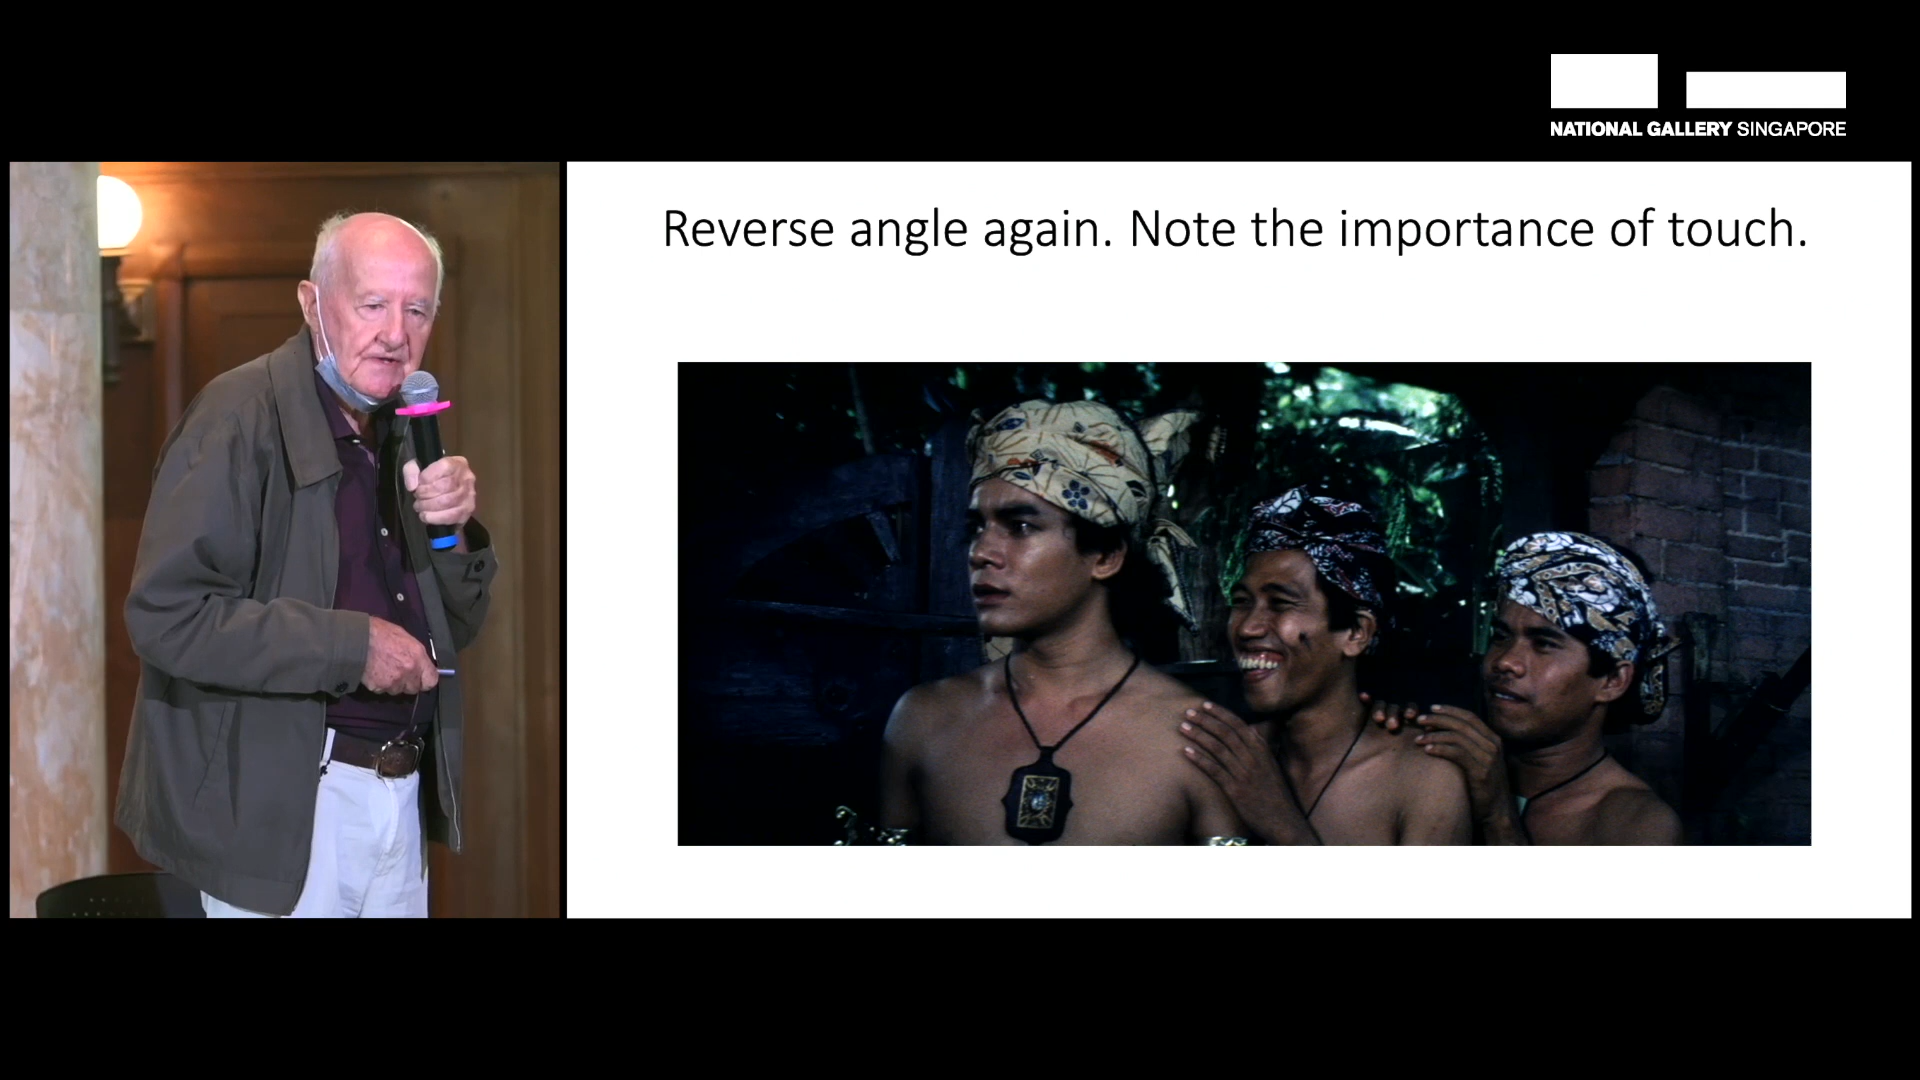 NATIONAL GALLERY SINGAPORE
Reverse angle again. Note the importance of touch.